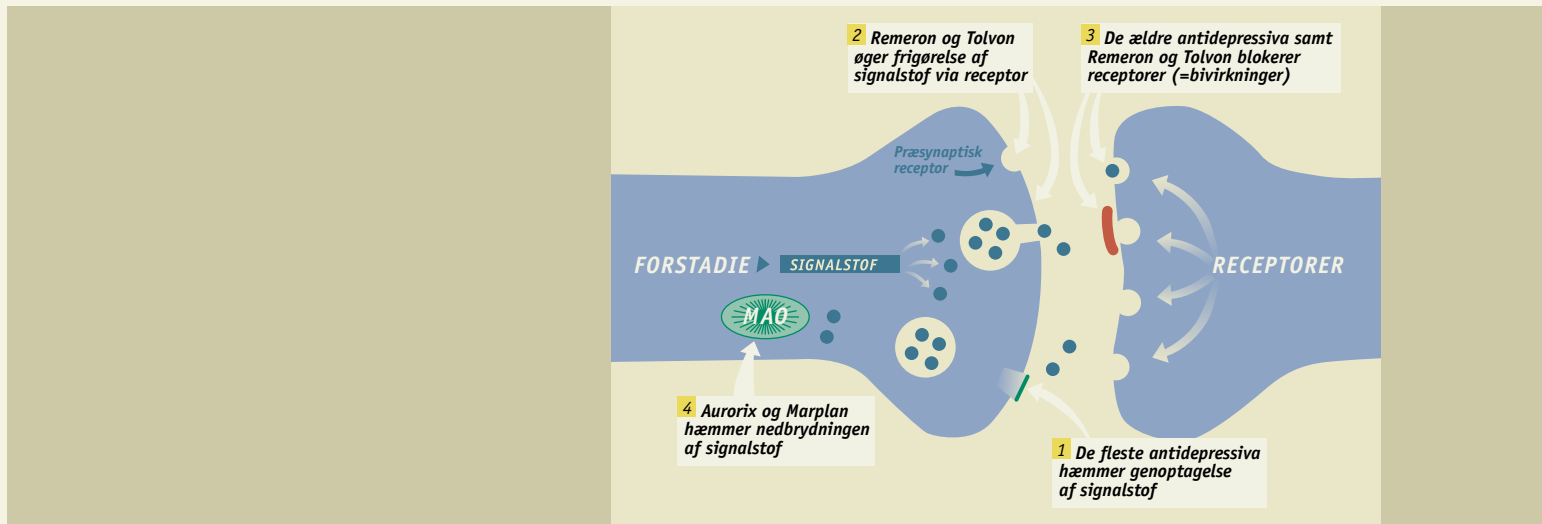 2 Remeron og Tolvon
øger frigørelse af
signalstof via receptor
3 De ældre antidepressiva samt
Remeron og Tolvon blokerer
receptorer (=bivirkninger)
Præsynaptisk
receptor
FORSTADIE
SIGNALSTOF
RECEPTORER
MAO
4 Aurorix og Marplan
hæmmer nedbrydningen
af signalstof
1 De fleste antidepressiva
hæmmer genoptagelse
af signalstof